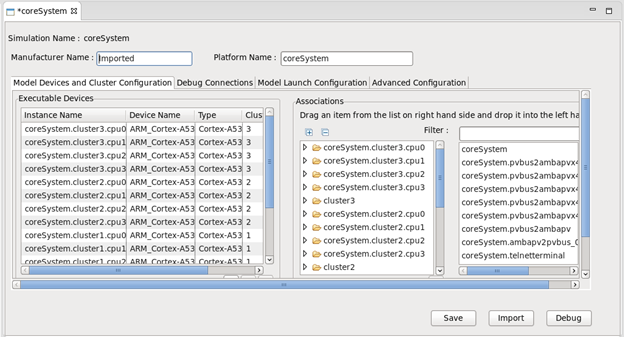 *coreSystem
Simulation Name : coreSystem
Manufacturer Name : Imported Platform Name : coreSystem
Model Devices and Cluster Configuration Debug Connections Model Launch Configuration Advanced Configuration
Executable Devices
Instance Name Device Name Type Clus
coreSystem.cluster3.cpu0 ARM_Cortex-A53 Cortex-A53 3
coreSystem.cluster3.cpu1 ARM_Cortex-A53 Cortex-A53 3
coreSystem.cluster3.cpu2 ARM_Cortex-A53 Cortex-A53 3
coreSystem.cluster3.cpu3 ARM_Cortex-A53 Cortex-A53 3
coreSystem.cluster2.cpu0 ARM_Cortex-A53 Cortex-A53 2
coreSystem.cluster2.cpu1 ARM_Cortex-A53 Cortex-A53 2
coreSystem.cluster2.cpu2 ARM_Cortex-A53 Cortex-A53 2
coreSystem.cluster2.cpu3 ARM_Cortex-A53 Cortex-A53 2
coreSystem.cluster1.cpu0 ARM_Cortex-A53 Cortex-A53 1
coreSystem.cluster1.cpu1 ARM_Cortex-A53 Cortex-A53 1
coreSystem.cluster1.cpu2 ARM_Cortex-A53 Cortex-A53 1
Associations
Drag an item from the list on right hand side and drop it into the left ha
Filter :
coreSystem.cluster3.cpu0
coreSystem.cluster3.cpu1
coreSystem.cluster3.cpu2
coreSystem.cluster3.cpu3
cluster3
coreSystem.cluster2.cpu0
coreSystem.cluster2.cpu1
coreSystem.cluster2.cpu2
coreSystem.cluster2.cpu3
cluster2
coreSystem
coreSystem.pvbus2ambapvx
coreSystem.pvbus2ambapvx
coreSystem.pvbus2ambapvx
coreSystem.pvbus2ambapvx
coreSystem.pvbus2ambapvx
coreSystem.pvbus2ambapv
coreSystem.ambapv2pvbus_0
coreSystem.telnetterminal
Save Import Debug